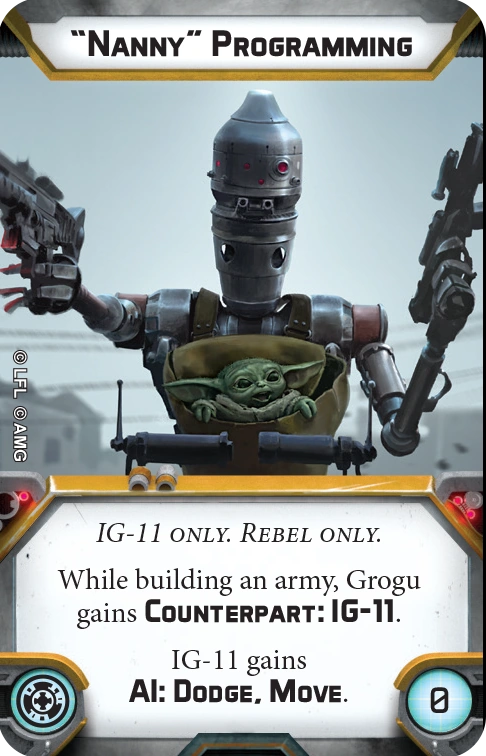 “Nanny” Programming
© LFL © AMG
IG-11 only. Rebel only.
While building an army, Grogu
gains Counterpart: IG-11.
IG-11 gains
AI: Dodge, Move.
0